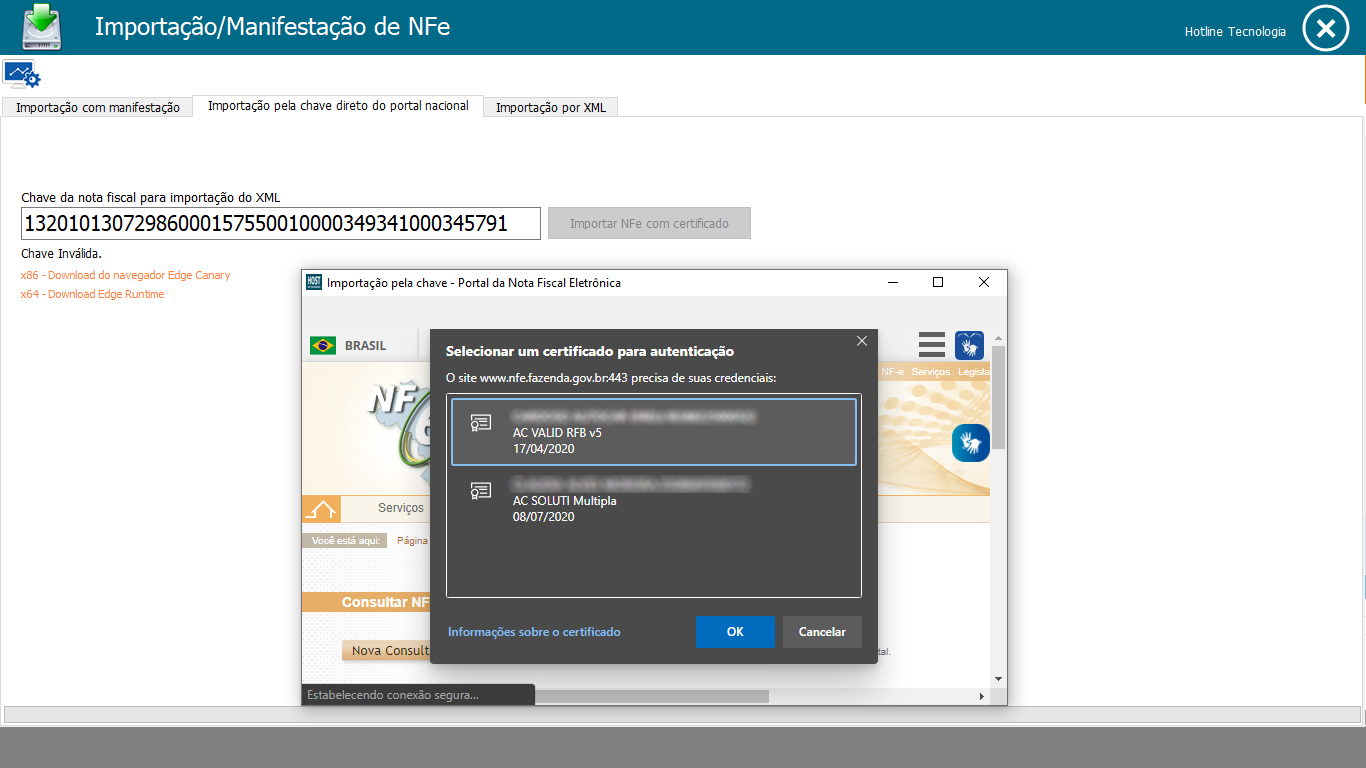 Importação/Manifestação de NFe
Hotline Tecnologia
Importação com manifestação
Importação pela chave direto do portal nacional
Importação por XML
Chave da nota fiscal para importação do XML
13201013072986000157550010000349341000345791
Importar NFe com certificado
Chave Inválida.
x86 - Download do navegador Edge Canary
x64 - Download Edge Runtime
HOST
Importação pela chave - Portal da Nota Fiscal Eletrônica
BRASIL
Selecionar um certificado para autenticação
O site www.nfe.fazenda.gov.br:443 precisa de suas credenciais:
NF-e Serviços Legisla
NF
AC VALID RFB v5
17/04/2020
AC SOLUTI Multipla
08/07/2020
Serviços
Você está aqui:
Página
Consultar NF
Informações sobre o certificado
OK
Cancelar
Nova Consult
tal.
Estabelecendo conexão segura...